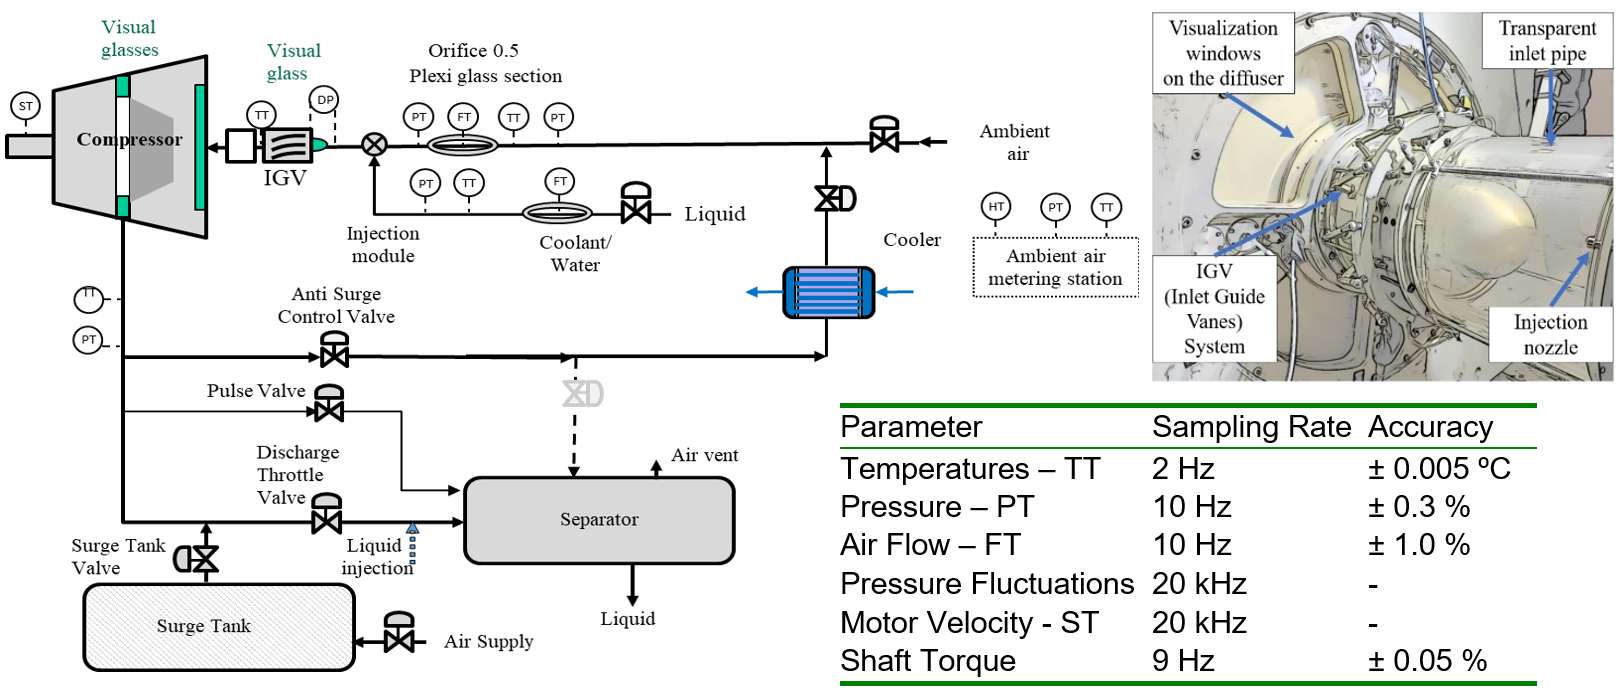 Visual
glasses
ST
Compressor
Visual
glass
TT
DP
IGV
Orifice 0.5
Plexi glass section
PT
FT
TT
PT
Ambient
air
PT
TT
FT
Liquid
Injection
module
Coolant/
Water
Cooler
HT
PT
TT
Ambient air
metering station
TT
PT
Anti Surge
Control Valve
Pulse Valve
Discharge
Throttle
Valve
Air vent
Separator
Surge Tank
Valve
Liquid
injection
Liquid
Surge Tank
Air Supply
Visualization
windows
on the diffuser
Transparent
inlet pipe
IGV
(Inlet Guide
Vanes)
System
Injection
nozzle
Parameter Sampling Rate Accuracy
Temperatures – TT 2 Hz ± 0.005 ºC
Pressure – PT 10 Hz ± 0.3 %
Air Flow – FT 10 Hz ± 1.0 %
Pressure Fluctuations 20 kHz -
Motor Velocity - ST 20 kHz -
Shaft Torque 9 Hz ± 0.05 %